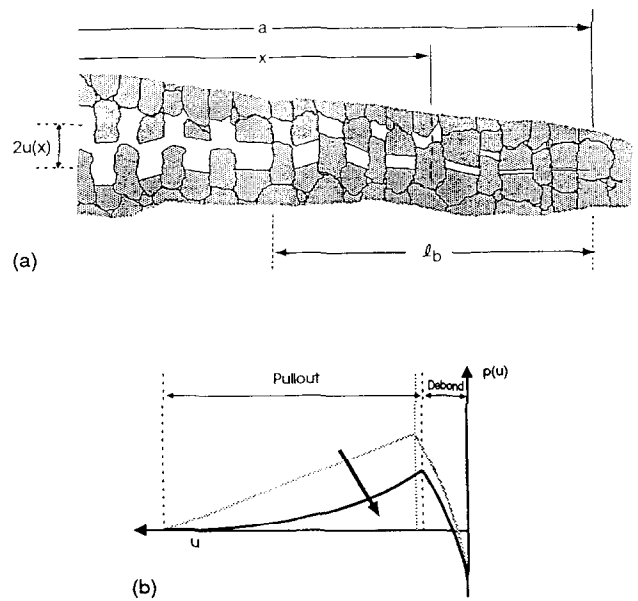 a
x
2u(x)
ℓb
(a)
Pullout
Debond
p(u)
u
(b)